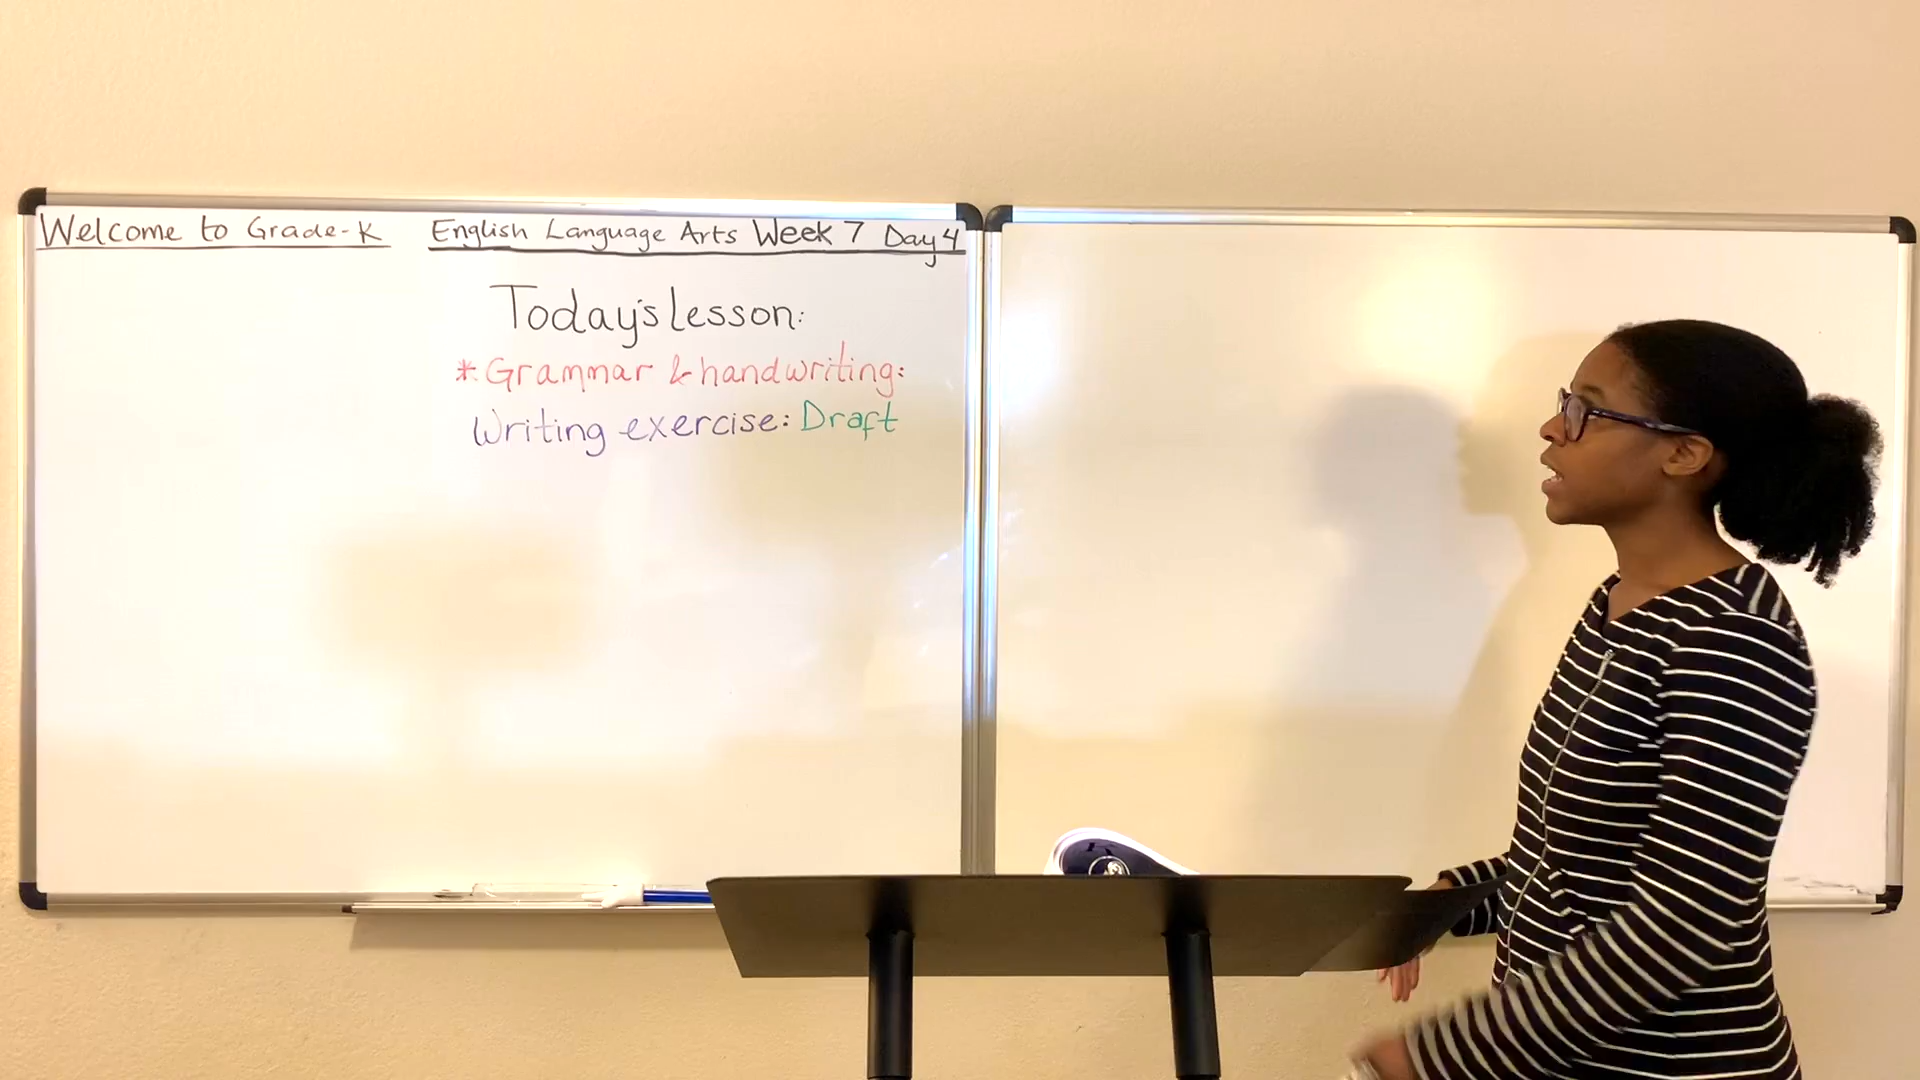 Welcome to Grade-K English Language Arts Week 7 Day 4
Today's lesson:
* Grammar & handwriting:
Writing exercise: Draft